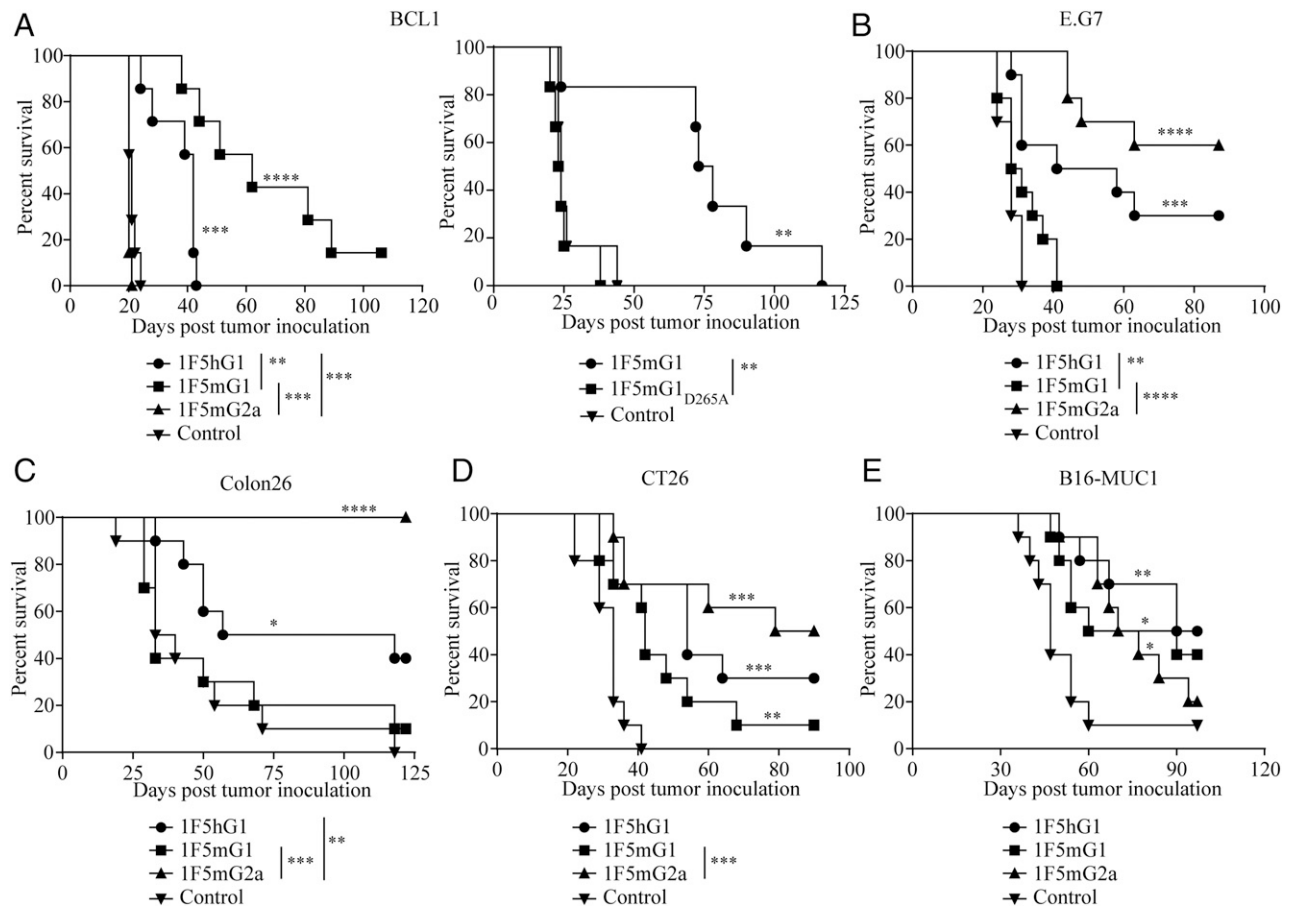 A
BCL1
B
E.G7
Percent survival
100
80
60
40
20
0
****
***
0
20
40
60
80
100
120
Days post tumor inoculation
1F5hG1
1F5mG1
1F5mG2a
Control
**
***
***
Percent survival
100
80
60
40
20
0
**
0
25
50
75
100
125
Days post tumor inoculation
1F5mG1
1F5mG1D265A
Control
**
Percent survival
100
80
60
40
20
0
****
***
0
20
40
60
80
100
Days post tumor inoculation
1F5hG1
1F5mG1
1F5mG2a
Control
**
****
C
Colon26
Percent survival
100
80
60
40
20
0
****
*
0
50
100
125
Days post tumor inoculation
1F5hG1
1F5mG1
1F5mG2a
Control
***
**
D
CT26
Percent survival
100
80
60
40
20
0
***
***
**
0
20
40
60
80
100
Days post tumor inoculation
1F5hG1
1F5mG1
1F5mG2a
Control
***
E
B16-MUC1
Percent survival
100
80
60
40
20
0
**
*
*
30
60
90
120
Days post tumor inoculation
1F5hG1
1F5mG1
1F5mG2a
Control